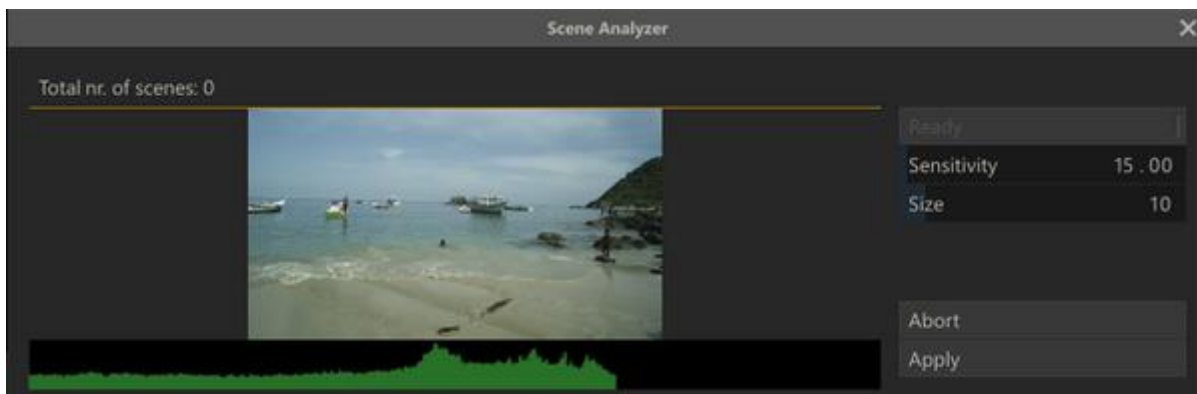 Scene Analyzer
Total nr. of scenes: 0
Ready
Sensitivity 15 . 00
Size 10
Abort
Apply